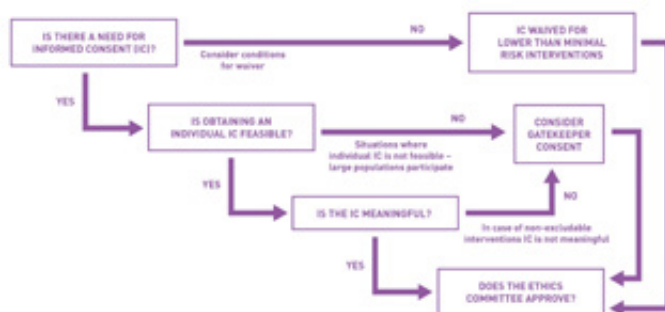 IS THERE A NEED FOR
INFORMED CONSENT (IC)?
NO
Consider conditions
for waiver
IC WAIVED FOR
LOWER THAN MINIMAL
RISK INTERVENTIONS
YES
IS OBTAINING AN
INDIVIDUAL IC FEASIBLE?
NO
Situations where
individual IC is not feasible –
large populations participate
CONSIDER
GATEKEEPER
CONSENT
YES
IS THE IC MEANINGFUL?
NO
In case of non-excludable
interventions IC is not meaningful
YES
DOES THE ETHICS
COMMITTEE APPROVE?